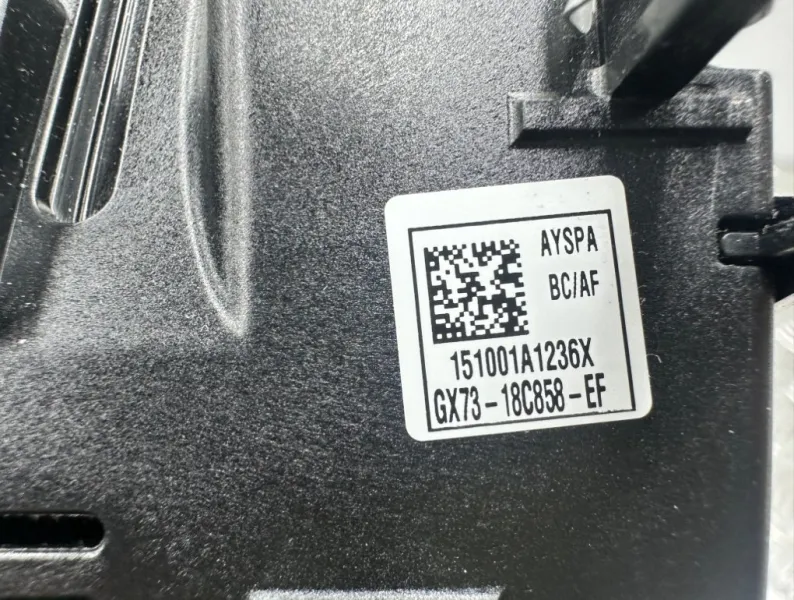 AYSPA
BC/AF
151001A1236X
GX73-18C858-EF